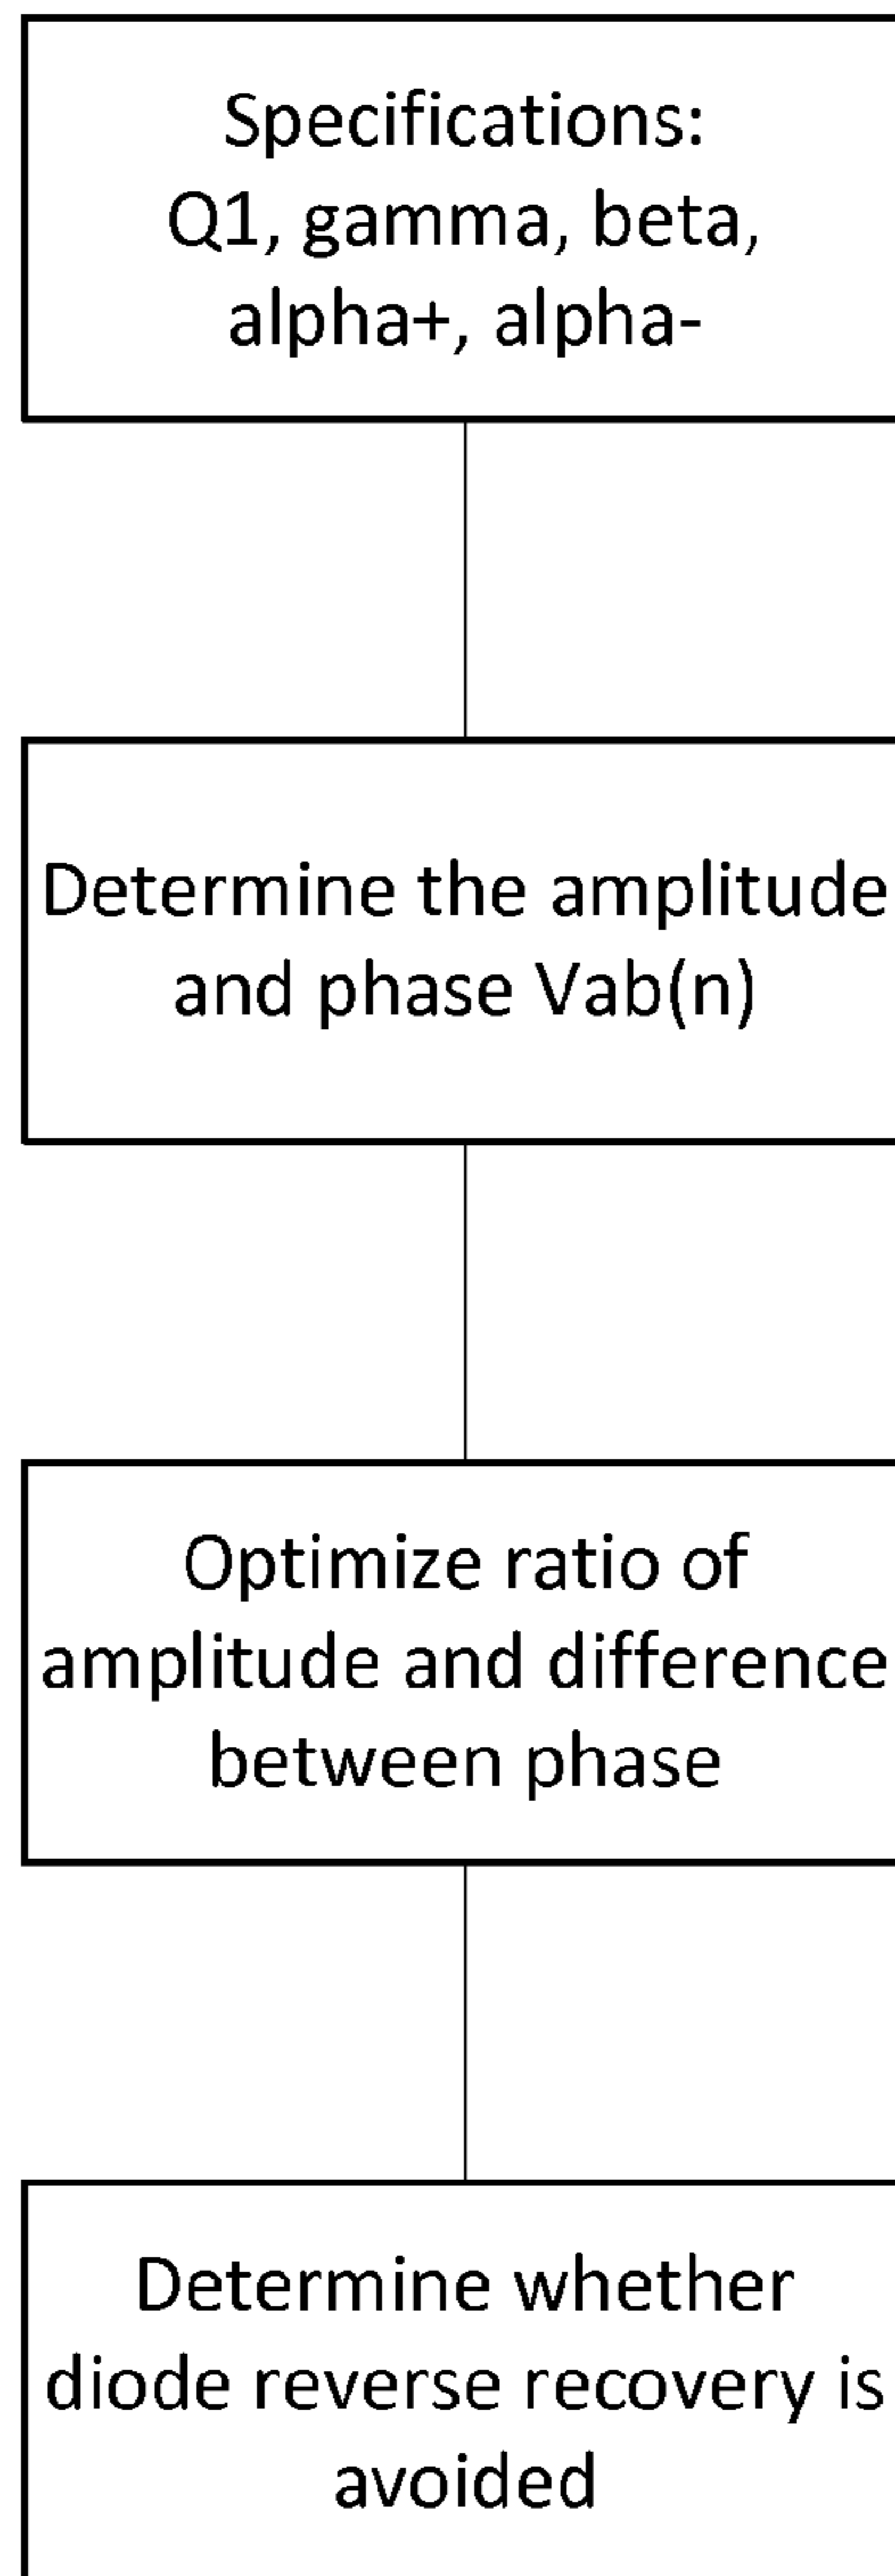 Specifications:
Q1, gamma, beta,
alpha+, alpha-
Determine the amplitude
and phase Vab(n)
Optimize ratio of
amplitude and difference
between phase
Determine whether
diode reverse recovery is
avoided